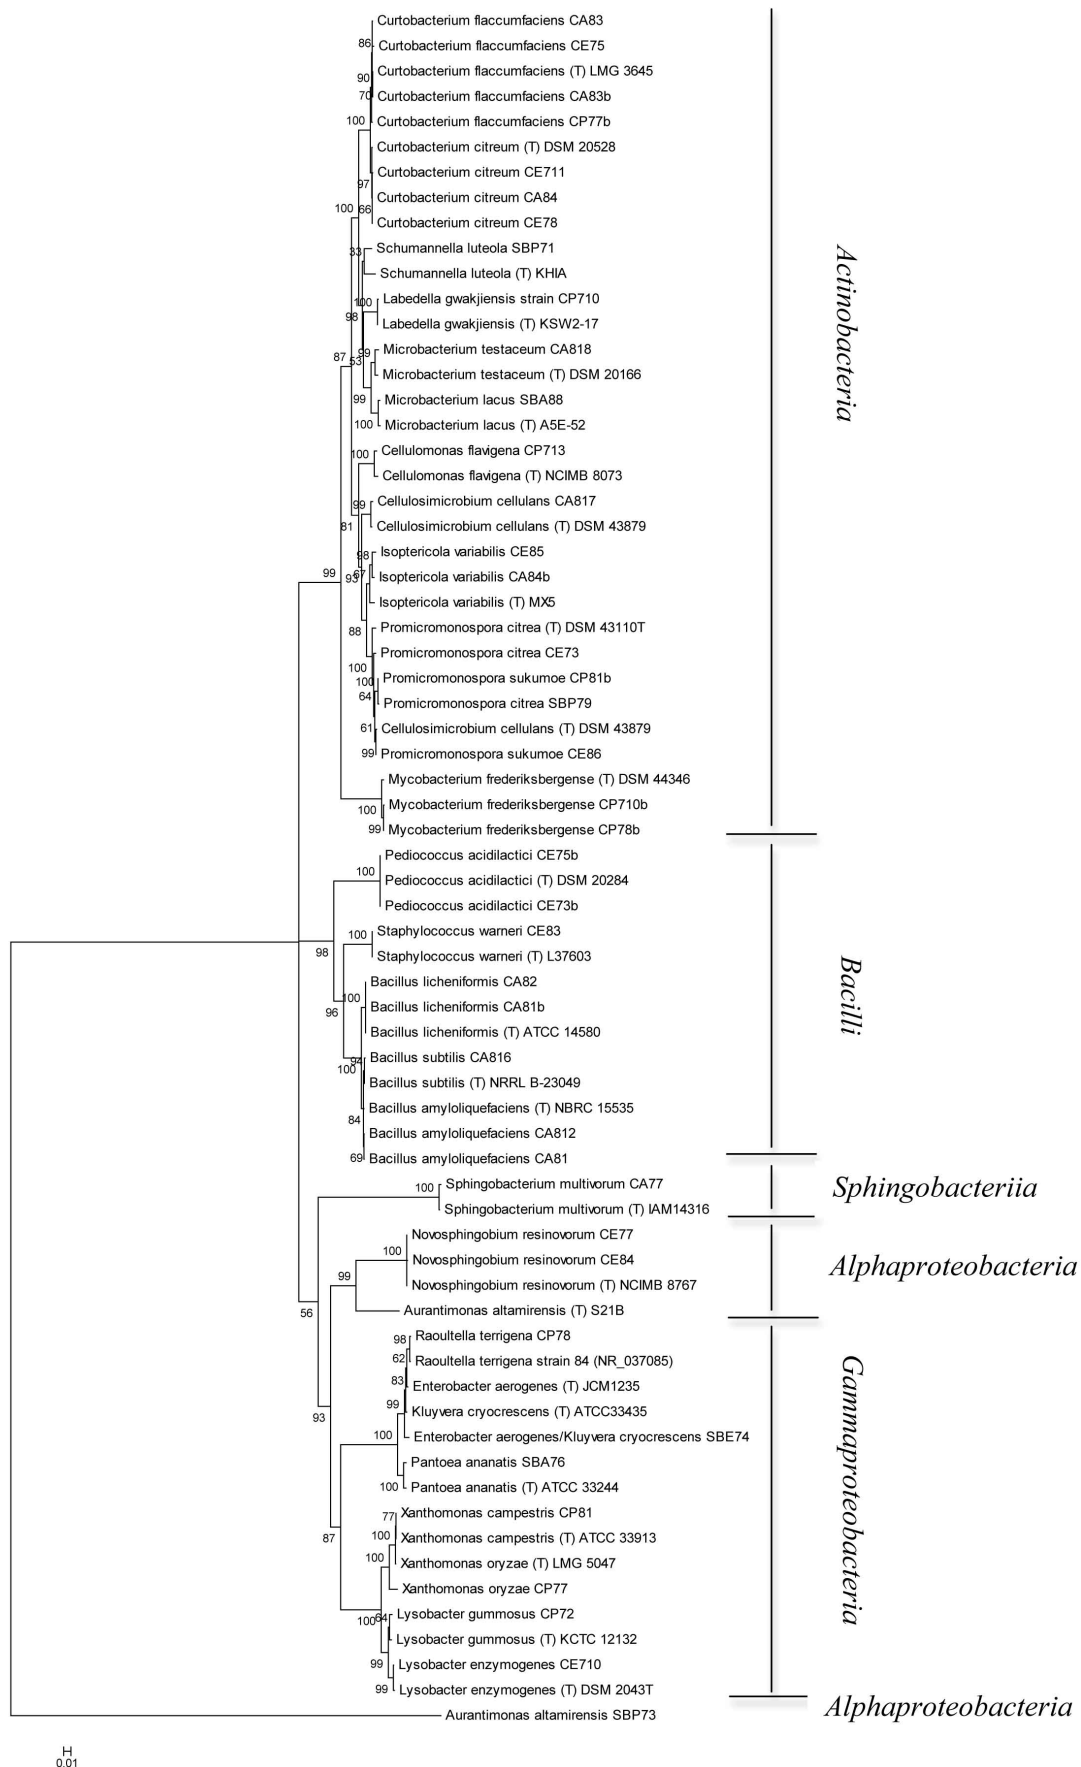 Curtobacterium flaccumfaciens CA83
86
Curtobacterium flaccumfaciens CE75
90
Curtobacterium flaccumfaciens (T) LMG 3645
70
Curtobacterium flaccumfaciens CA83b
100
Curtobacterium flaccumfaciens CP77b
Curtobacterium citreum (T) DSM 20528
97
Curtobacterium citreum CE711
Curtobacterium citreum CA84
100
66
Curtobacterium citreum CE78
33
Schumannella luteola SBP71
Schumannella luteola (T) KHIA
100
Labedella gwakjiensis strain CP710
98
Labedella gwakjiensis (T) KSW2-17
87
53
99
Microbacterium testaceum CA818
Microbacterium testaceum (T) DSM 20166
99
Microbacterium lacus SBA88
100
Microbacterium lacus (T) A5E-52
100
Cellulomonas flavigena CP713
Cellulomonas flavigena (T) NCIMB 8073
99
Cellulosimicrobium cellulans CA817
81
Cellulosimicrobium cellulans (T) DSM 43879
98
Isoptericola variabilis CE85
99
93
67
Isoptericola variabilis CA84b
Isoptericola variabilis (T) MX5
88
Promicromonospora citrea (T) DSM 43110T
Promicromonospora citrea CE73
100
100
Promicromonospora sukumoe CP81b
64
Promicromonospora citrea SBP79
61
Cellulosimicrobium cellulans (T) DSM 43879
99
Promicromonospora sukumoe CE86
Mycobacterium frederiksbergense (T) DSM 44346
100
Mycobacterium frederiksbergense CP710b
99
Mycobacterium frederiksbergense CP78b
Actinobacteria
Pediococcus acidilactici CE75b
100
Pediococcus acidilactici (T) DSM 20284
Pediococcus acidilactici CE73b
100
Staphylococcus warneri CE83
98
Staphylococcus warneri (T) L37603
Bacillus licheniformis CA82
100
96
Bacillus licheniformis CA81b
Bacillus licheniformis (T) ATCC 14580
94
Bacillus subtilis CA816
100
Bacillus subtilis (T) NRRL B-23049
Bacillus amyloliquefaciens (T) NBRC 15535
84
Bacillus amyloliquefaciens CA812
69
Bacillus amyloliquefaciens CA81
Bacilli
100
Sphingobacterium multivorum CA77
Sphingobacterium multivorum (T) IAM14316
Sphingobacteriia
Novosphingobium resinovorum CE77
100
Novosphingobium resinovorum CE84
99
Novosphingobium resinovorum (T) NCIMB 8767
56
Aurantimonas altamirensis (T) S21B
Alphaproteobacteria
98
Raoultella terrigena CP78
62
Raoultella terrigena strain 84 (NR_037085)
83
Enterobacter aerogenes (T) JCM1235
99
93
Kluyvera cryocrescens (T) ATCC33435
100
Enterobacter aerogenes/Kluyvera cryocrescens SBE74
Pantoea ananatis SBA76
100
Pantoea ananatis (T) ATCC 33244
77
Xanthomonas campestris CP81
87
100
Xanthomonas campestris (T) ATCC 33913
100
Xanthomonas oryzae (T) LMG 5047
Xanthomonas oryzae CP77
100
64
Lysobacter gummosus CP72
Lysobacter gummosus (T) KCTC 12132
99
Lysobacter enzymogenes CE710
99
Lysobacter enzymogenes (T) DSM 2043T
Gammaproteobacteria
Aurantimonas altamirensis SBP73
Alphaproteobacteria
0.01